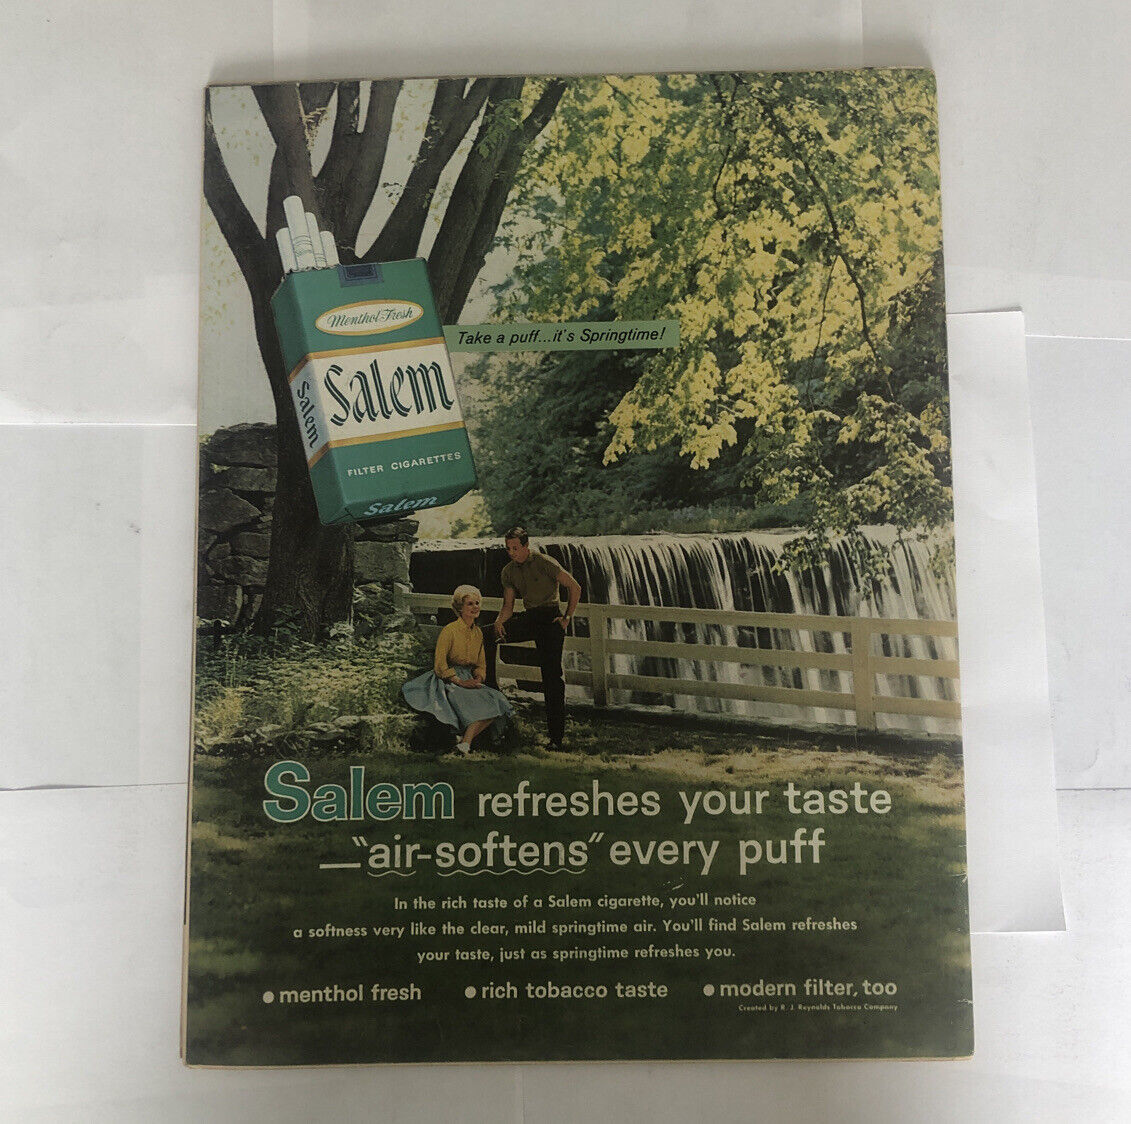 Menthol-Fresh
Take a puff...it's Springtime!
Salem
Salem
FILTER CIGARETTES
Salem
Salem refreshes your taste
—"air-softens" every puff
In the rich taste of a Salem cigarette, you'll notice
a softness very like the clear, mild springtime air. You'll find Salem refreshes
your taste, just as springtime refreshes you.
• menthol fresh • rich tobacco taste • modern filter, too
Created by R. J. Reynolds Tobacco Company